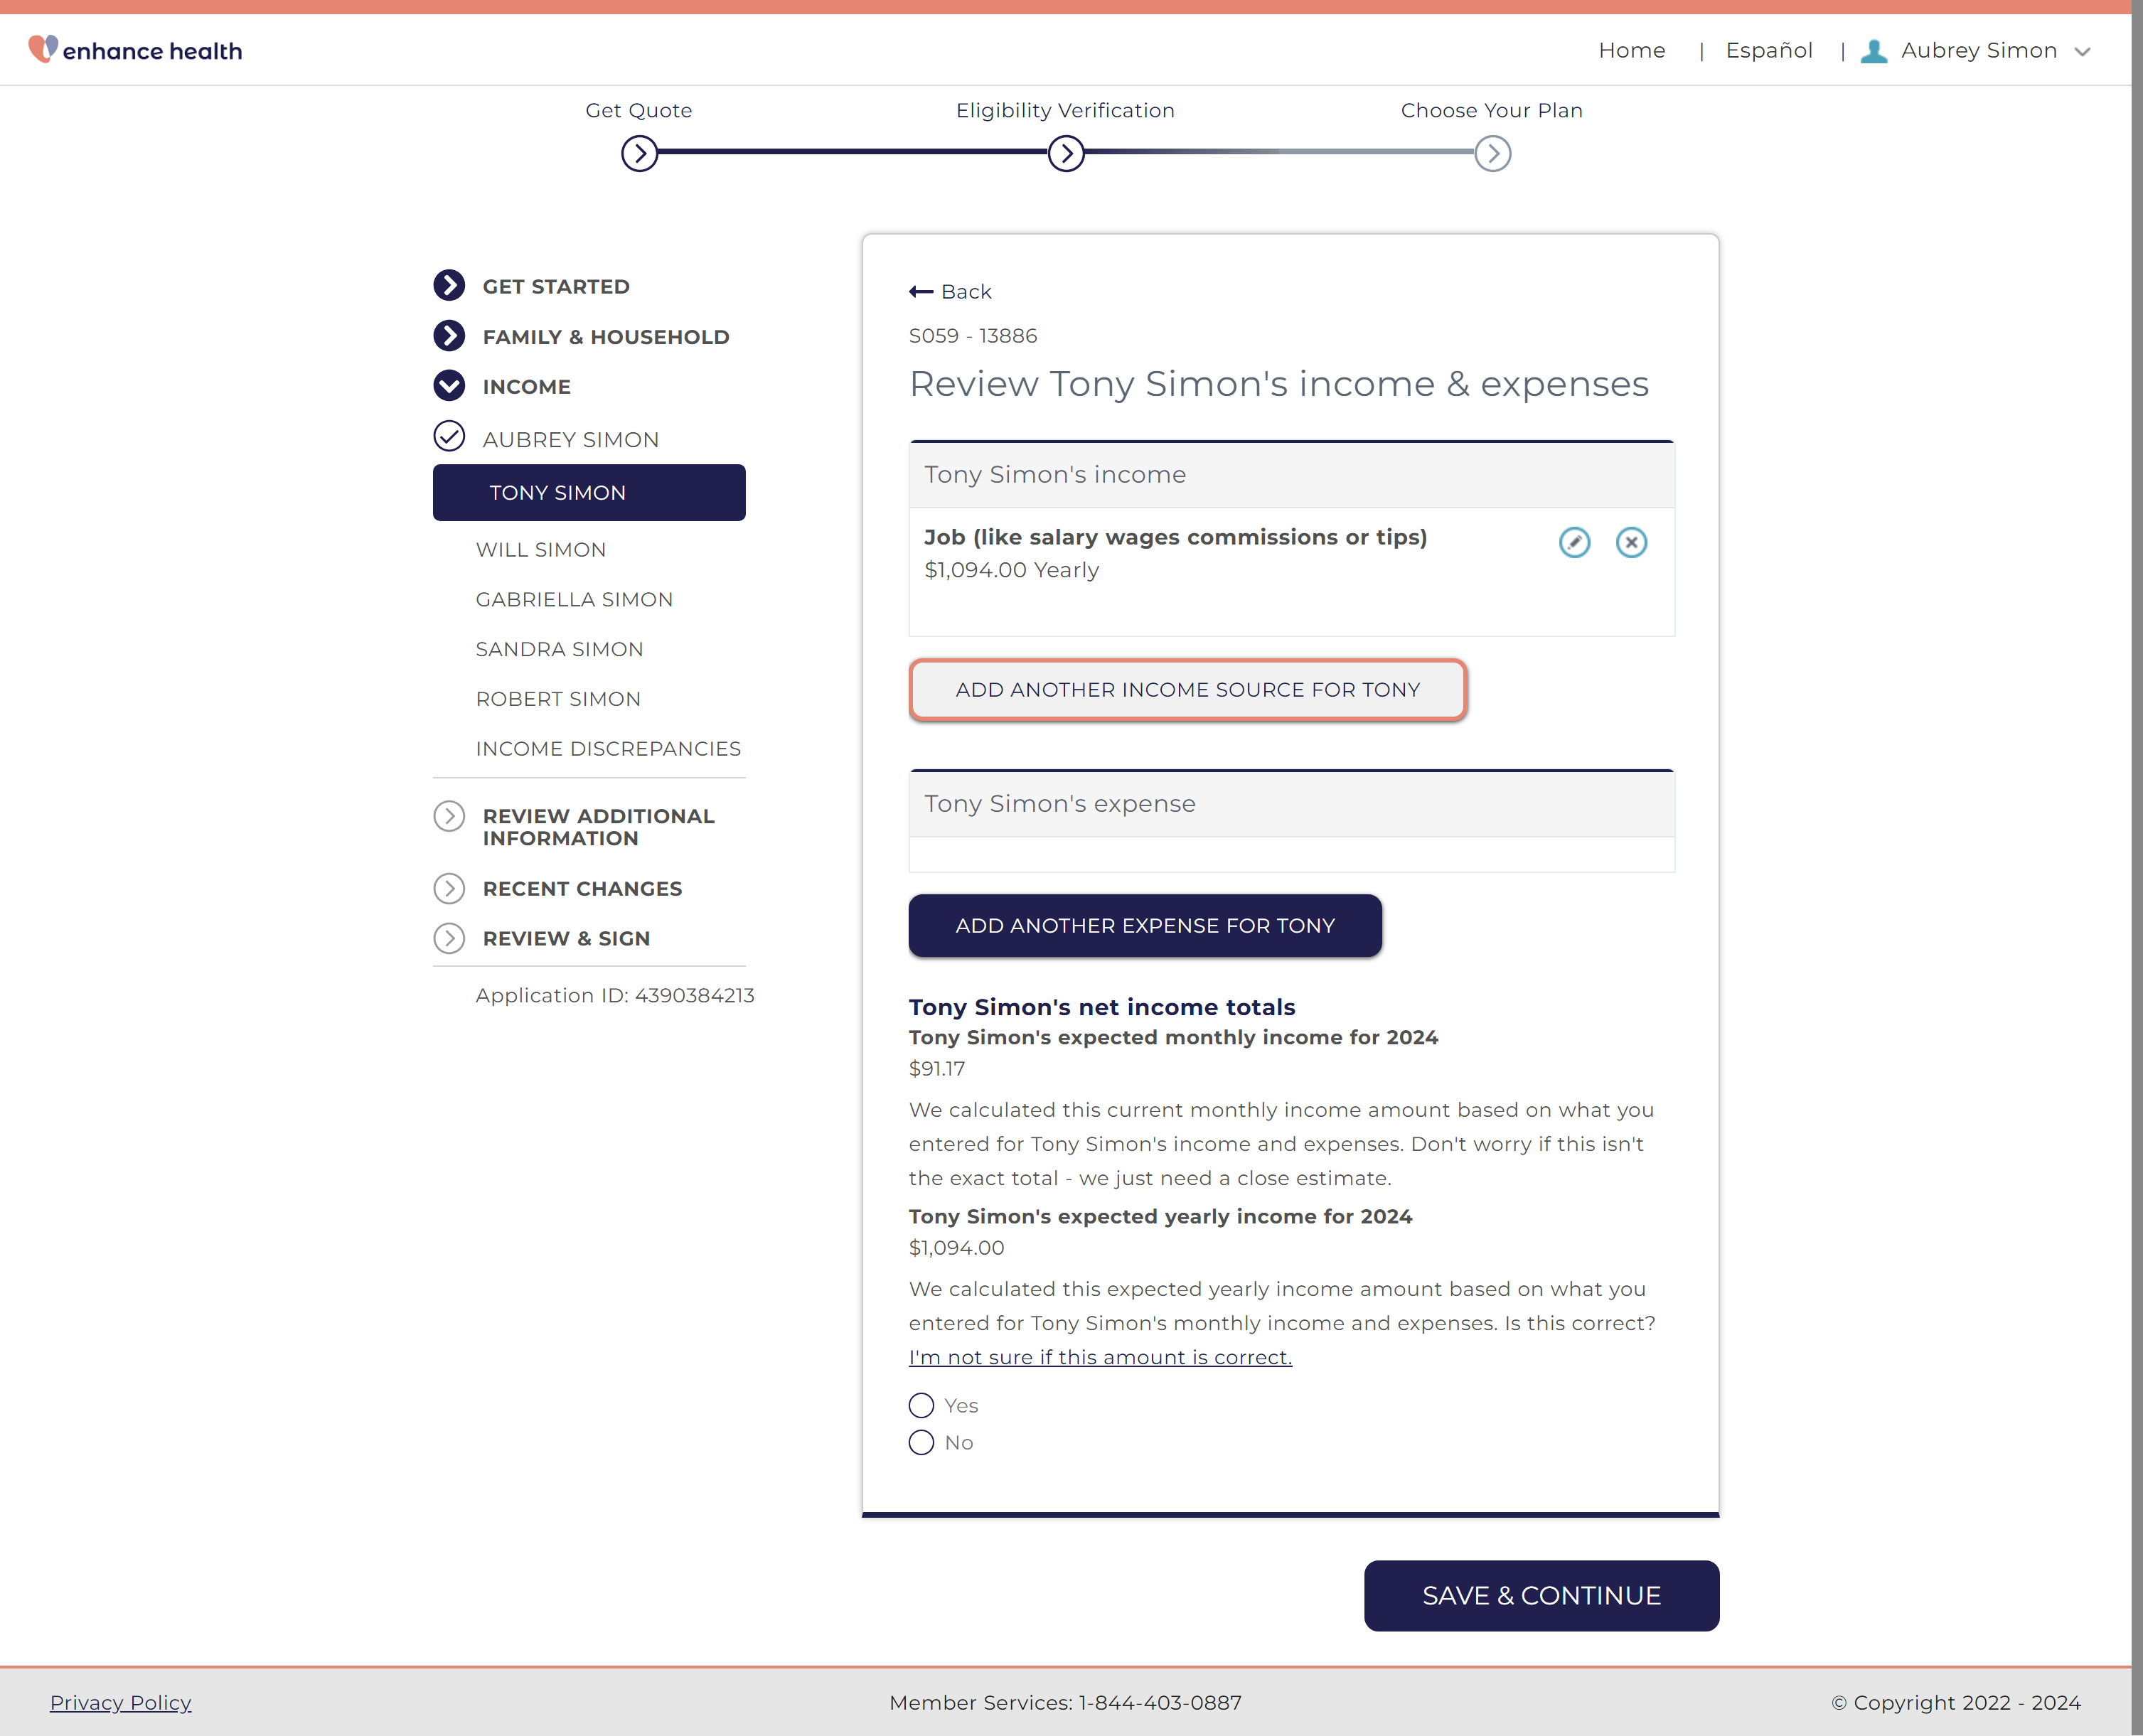 enhance health
Home | Español | Aubrey Simon
Get Quote
Eligibility Verification
Choose Your Plan
GET STARTED
FAMILY & HOUSEHOLD
INCOME
AUBREY SIMON
TONY SIMON
WILL SIMON
GABRIELLA SIMON
SANDRA SIMON
ROBERT SIMON
INCOME DISCREPANCIES
REVIEW ADDITIONAL
INFORMATION
RECENT CHANGES
REVIEW & SIGN
Application ID: 4390384213
Back
S059 - 13886
Review Tony Simon's income & expenses
Tony Simon's income
Job (like salary wages commissions or tips)
$1,094.00 Yearly
ADD ANOTHER INCOME SOURCE FOR TONY
Tony Simon's expense
ADD ANOTHER EXPENSE FOR TONY
Tony Simon's net income totals
Tony Simon's expected monthly income for 2024
$91.17
We calculated this current monthly income amount based on what you
entered for Tony Simon's income and expenses. Don't worry if this isn't
the exact total - we just need a close estimate.
Tony Simon's expected yearly income for 2024
$1,094.00
We calculated this expected yearly income amount based on what you
entered for Tony Simon's monthly income and expenses. Is this correct?
I'm not sure if this amount is correct.
Yes
No
SAVE & CONTINUE
Privacy Policy
Member Services: 1-844-403-0887
© Copyright 2022 - 2024